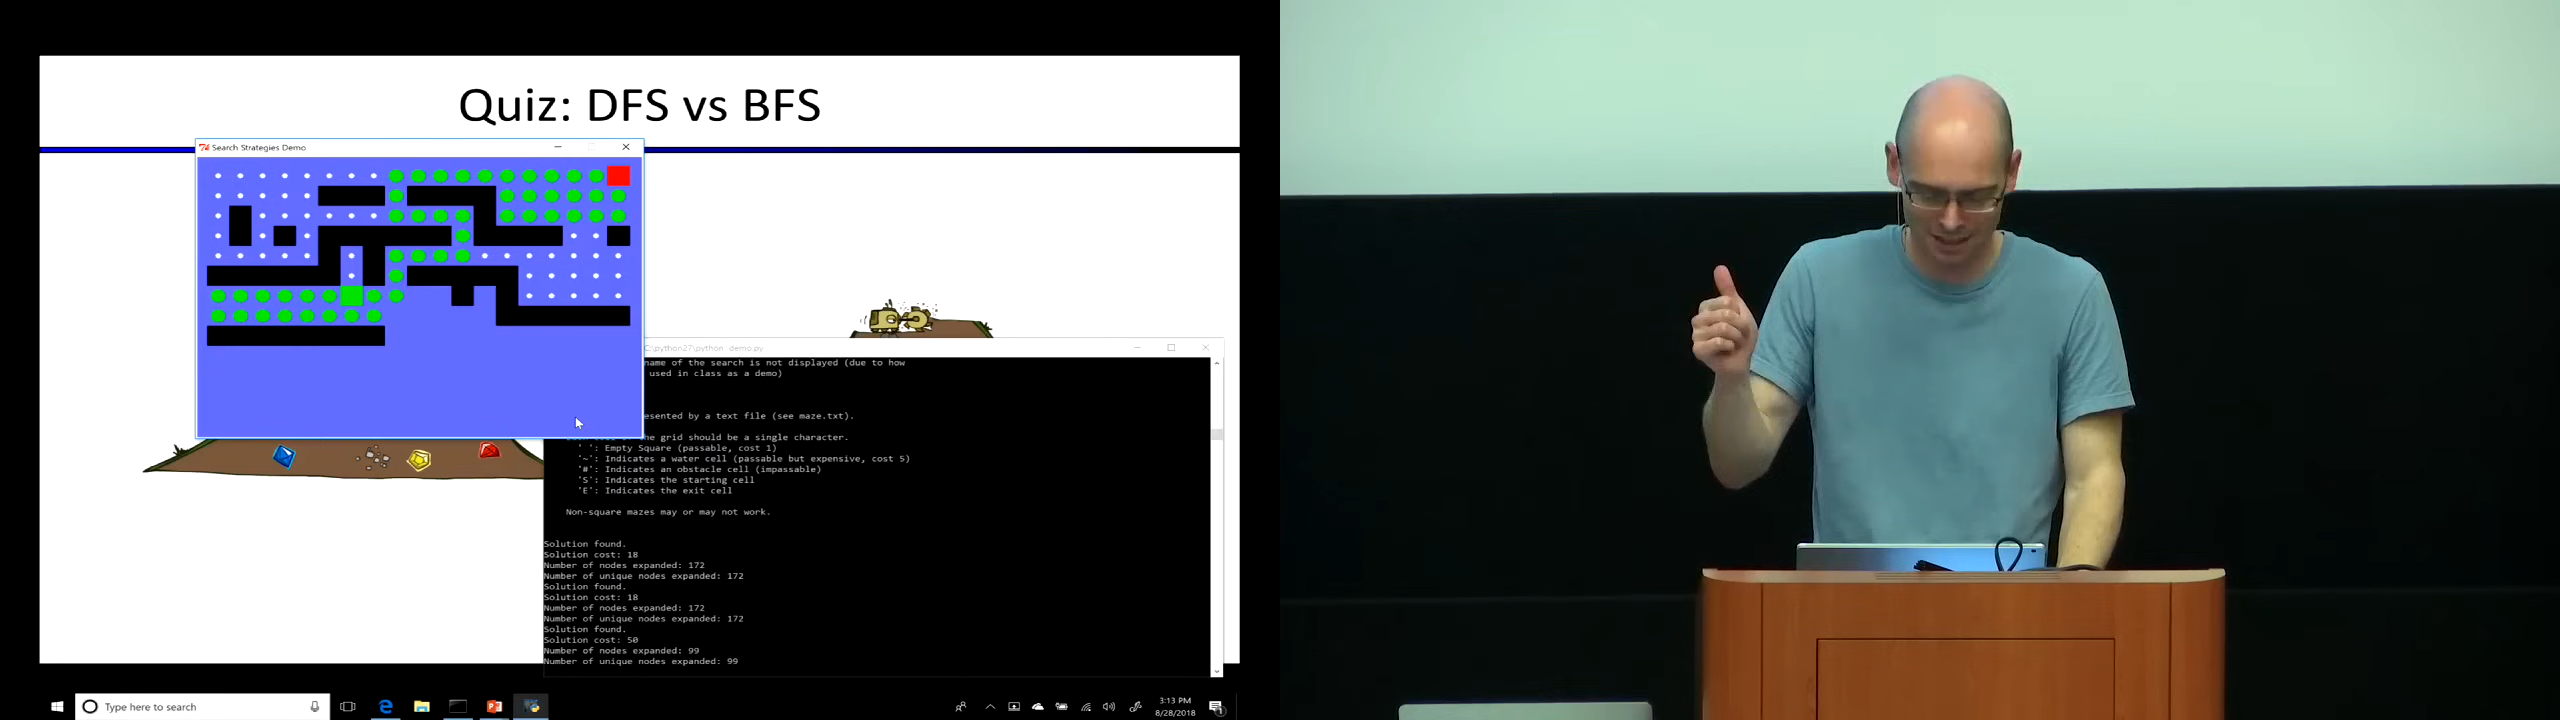 Quiz: DFS vs BFS
Search Strategies Demo
C:\python27\python demo.py
name of the search is not displayed (due to how
used in class as a demo)
esented by a text file (see maze.txt).
the grid should be a single character.
' ': Empty Square (passable, cost 1)
'~': Indicates a water cell (passable but expensive, cost 5)
'#': Indicates an obstacle cell (impassable)
'S': Indicates the starting cell
'E': Indicates the exit cell
Non-square mazes may or may not work.
Solution found.
Solution cost: 18
Number of nodes expanded: 172
Number of unique nodes expanded: 172
Solution found.
Solution cost: 18
Number of nodes expanded: 172
Number of unique nodes expanded: 172
Solution found.
Solution cost: 50
Number of nodes expanded: 99
Number of unique nodes expanded: 99
Type here to search
3:13 PM
8/28/2018